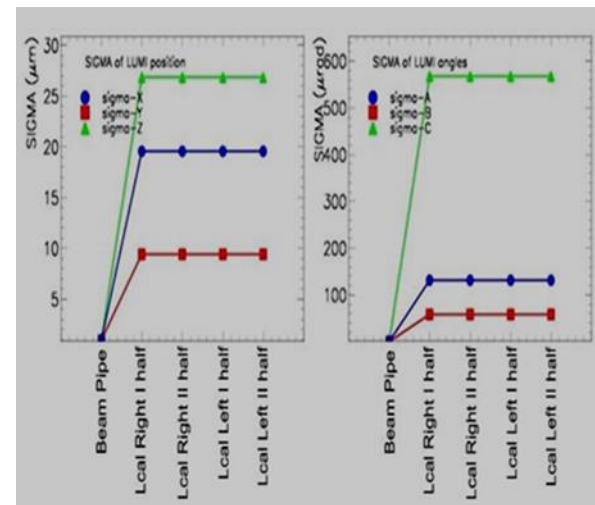 SIGMA (μm)
30
25
20
15
10
5
SIGMA of LUMI position
sigma-X
sigma-Y
sigma-Z
Beam Pipe
Lcal Right I half
Lcal Right II half
Lcal Left I half
Lcal Left II half
SIGMA (μrad)
600
500
400
300
200
100
SIGMA of LUMI angles
sigma-A
sigma-B
sigma-C
Beam Pipe
Lcal Right I half
Lcal Right II half
Lcal Left I half
Lcal Left II half